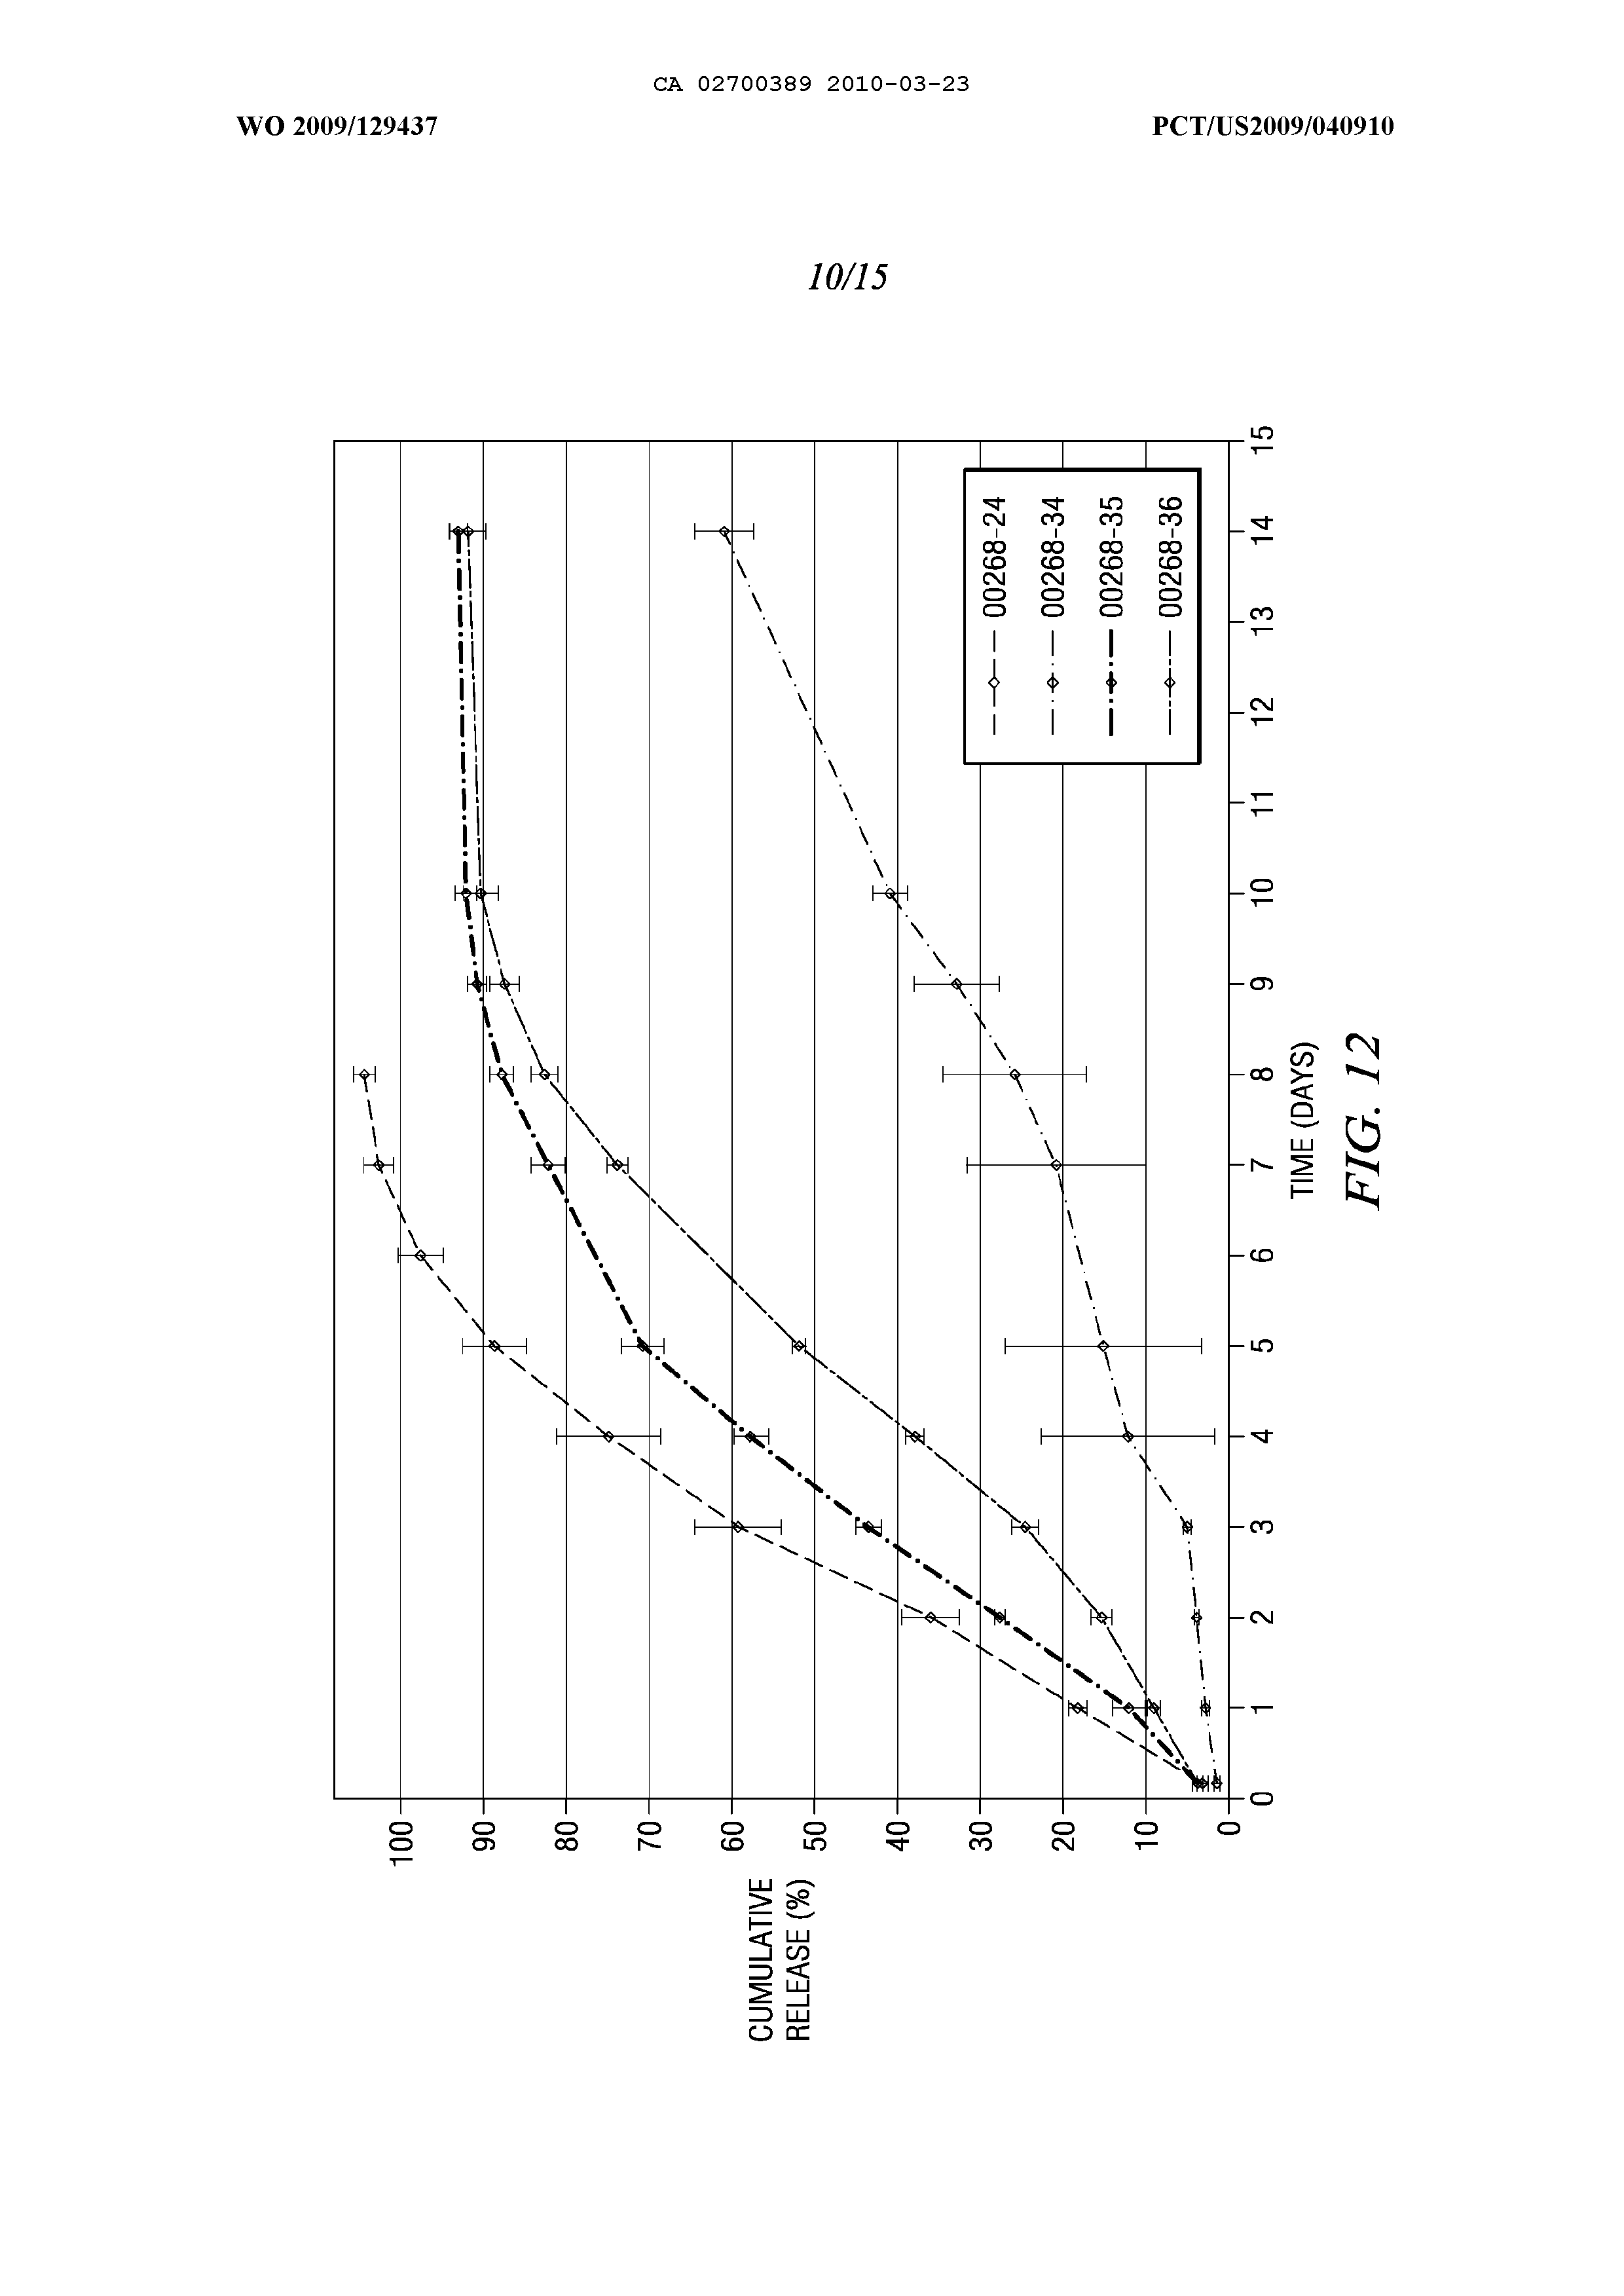 CA 02700389 2010-03-23
WO 2009/129437
PCT/US2009/040910
10/15
CUMULATIVE
RELEASE (%)
100
90
80
70
60
50
40
30
20
10
0
0 1 2 3 4 5 6 7 8 9 10 11 12 13 14 15
TIME (DAYS)
00268-24
00268-34
00268-35
00268-36
FIG. 12